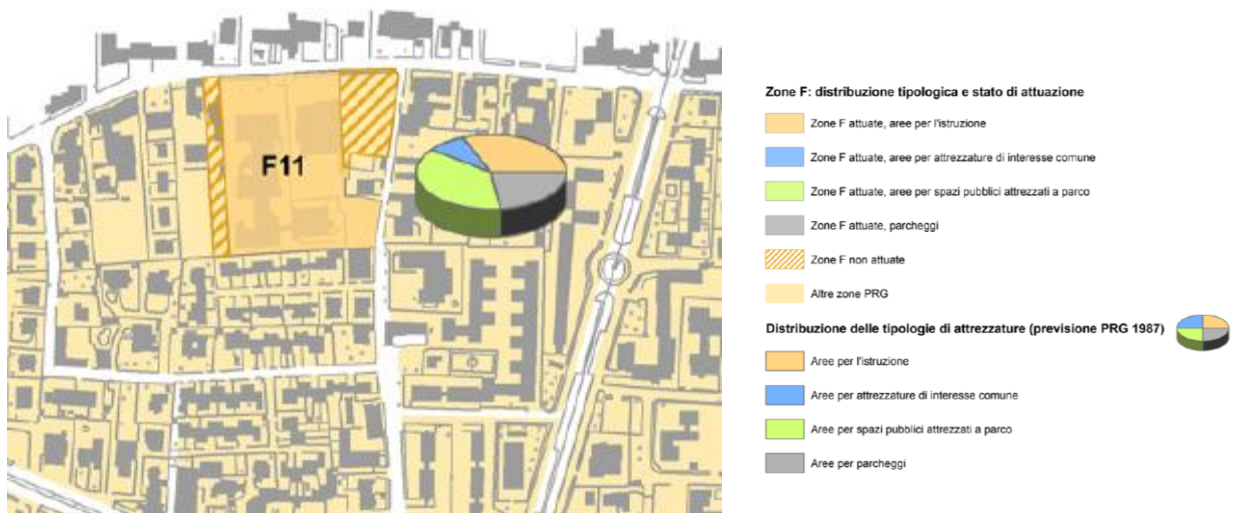 F11
Zone F: distribuzione tipologica e stato di attuazione
Zone F attuate, aree per l'istruzione
Zone F attuate, aree per attrezzature di interesse comune
Zone F attuate, aree per spazi pubblici attrezzati a parco
Zone F attuate, parcheggi
Zone F non attuate
Altre zone PRG
Distribuzione delle tipologie di attrezzature (previsione PRG 1987)
Aree per l'istruzione
Aree per attrezzature di interesse comune
Aree per spazi pubblici attrezzati a parco
Aree per parcheggi